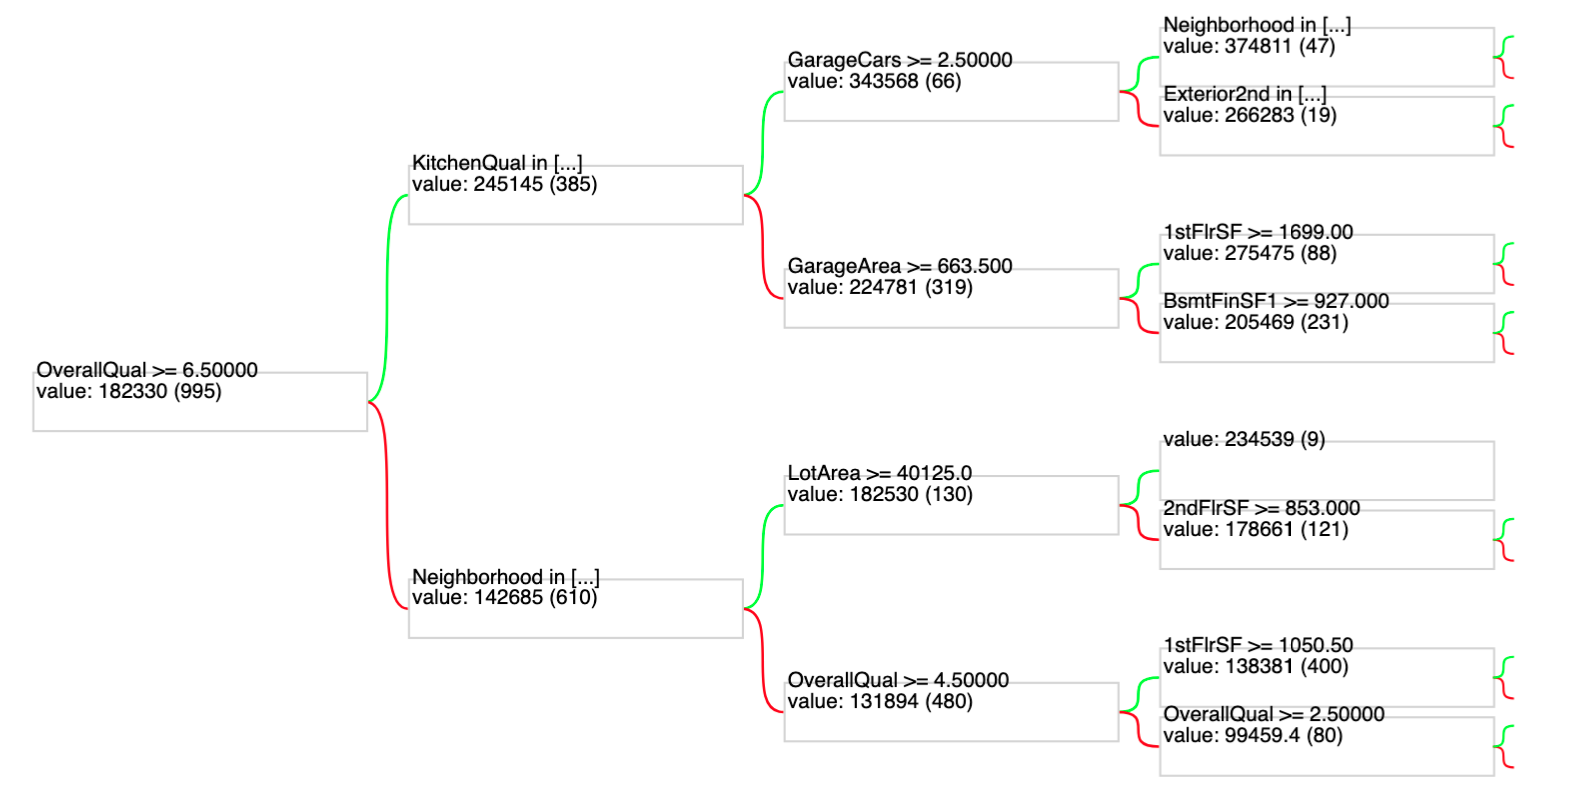 OverallQual >= 6.50000
value: 182330 (995)
KitchenQual in [...]
value: 245145 (385)
Neighborhood in [...]
value: 142685 (610)
GarageCars >= 2.50000
value: 343568 (66)
GarageArea >= 663.500
value: 224781 (319)
LotArea >= 40125.0
value: 182530 (130)
OverallQual >= 4.50000
value: 131894 (480)
Neighborhood in [...]
value: 374811 (47)
Exterior2nd in [...]
value: 266283 (19)
1stFlrSF >= 1699.00
value: 275475 (88)
BsmtFinSF1 >= 927.000
value: 205469 (231)
value: 234539 (9)
2ndFlrSF >= 853.000
value: 178661 (121)
1stFlrSF >= 1050.50
value: 138381 (400)
OverallQual >= 2.50000
value: 99459.4 (80)